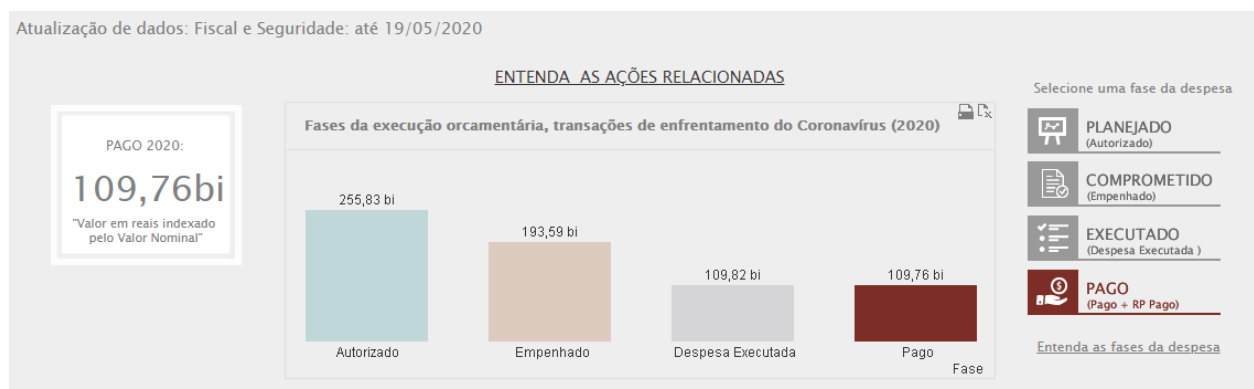 Atualização de dados: Fiscal e Seguridade: até 19/05/2020
ENTENDA AS AÇÕES RELACIONADAS
PAGO 2020:
109,76bi
"Valor em reais indexado
pelo Valor Nominal"
Fases da execução orcamentária, transações de enfrentamento do Coronavírus (2020)
255,83 bi
193,59 bi
109,82 bi
109,76 bi
Autorizado
Empenhado
Despesa Executada
Pago
Fase
Selecione uma fase da despesa
PLANEJADO
(Autorizado)
COMPROMETIDO
(Empenhado)
EXECUTADO
(Despesa Executada )
PAGO
(Pago + RP Pago)
Entenda as fases da despesa